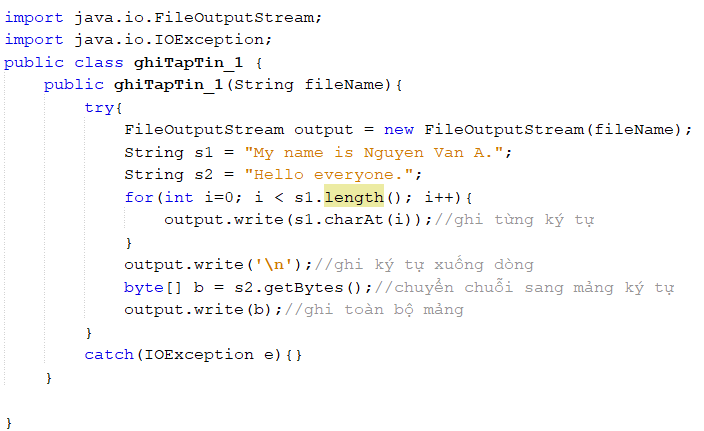 import java.io.FileOutputStream;
import java.io.IOException;
public class ghiTapTin_1 {
    public ghiTapTin_1(String fileName){
        try{
            FileOutputStream output = new FileOutputStream(fileName);
            String s1 = "My name is Nguyen Van A.";
            String s2 = "Hello everyone.";
            for(int i=0; i < s1.length(); i++){
                output.write(s1.charAt(i));//ghi từng ký tự
            }
            output.write('\n');//ghi ký tự xuống dòng
            byte[] b = s2.getBytes();//chuyển chuỗi sang mảng ký tự
            output.write(b);//ghi toàn bộ mảng
        }
        catch(IOException e){}
    }
}